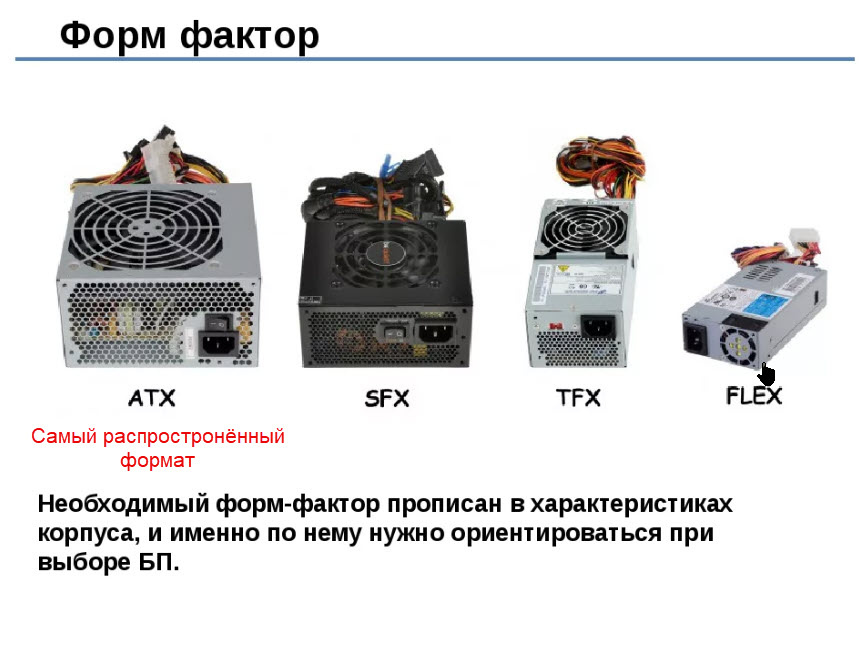 Форм фактор
ATX
SFX
TFX
FLEX
Самый распространённый
формат
Необходимый форм-фактор прописан в характеристиках
корпуса, и именно по нему нужно ориентироваться при
выборе БП.